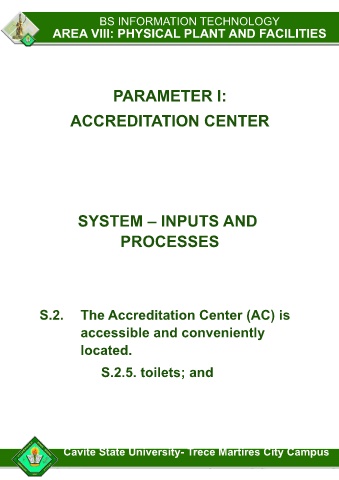 BS INFORMATION TECHNOLOGY
AREA VIII: PHYSICAL PLANT AND FACILITIES
PARAMETER I:
ACCREDITATION CENTER
SYSTEM – INPUTS AND
PROCESSES
S.2. The Accreditation Center (AC) is
accessible and conveniently
located.
S.2.5. toilets; and
Cavite State University- Trece Martires City Campus